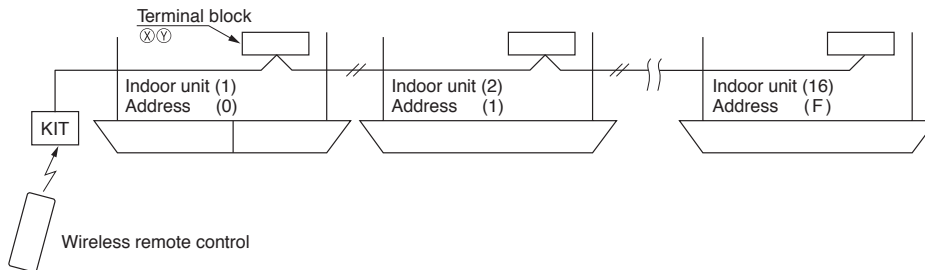 Terminal block
ⓍⓎ
Indoor unit (1)
Address (0)
Indoor unit (2)
Address (1)
Indoor unit (16)
Address (F)
KIT
Wireless remote control